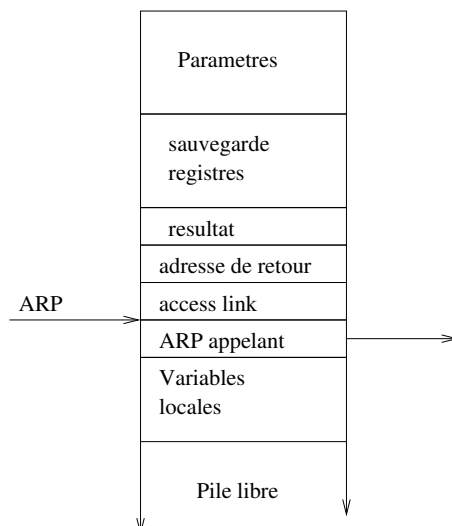 Parametres
sauvegarde
registres
resultat
adresse de retour
ARP
access link
ARP appelant
Variables
locales
Pile libre